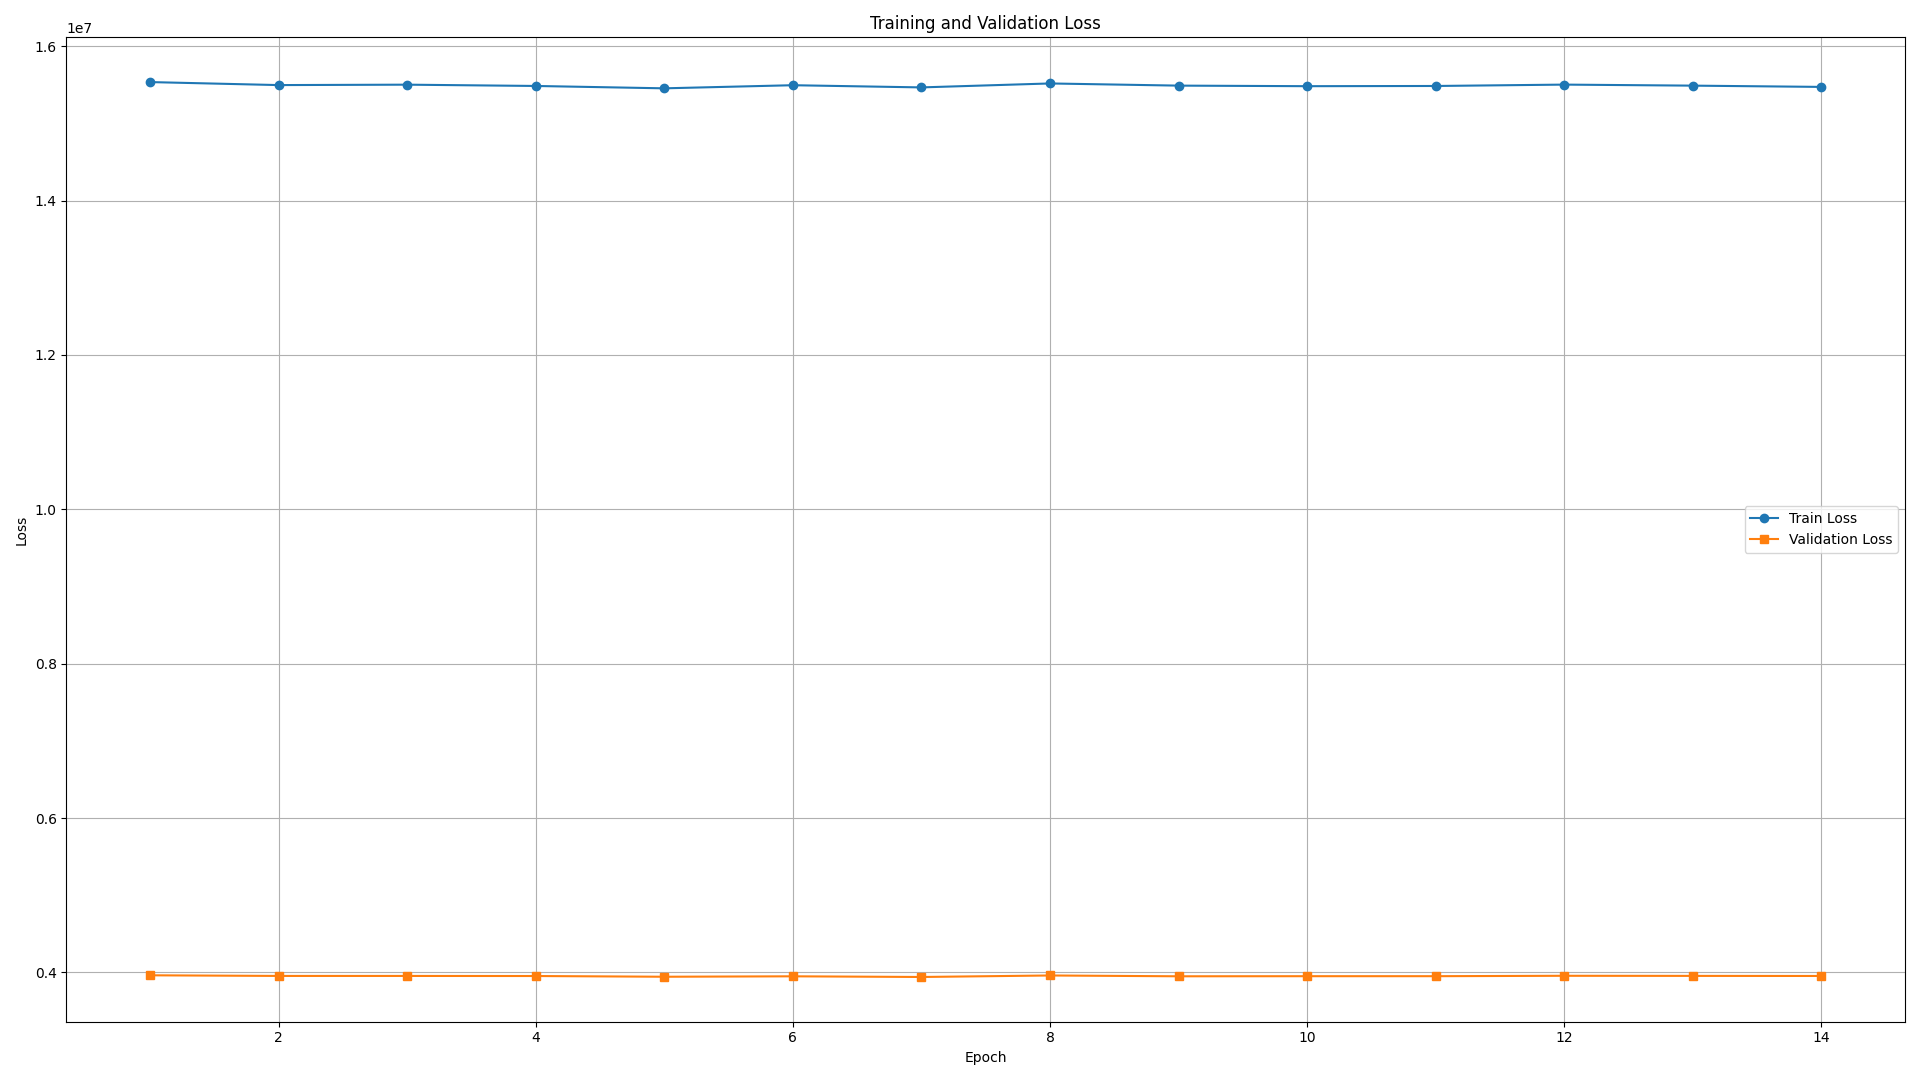 Training and Validation Loss
1e7
1.6
1.4
1.2
1.0
0.8
0.6
0.4
Loss
Train Loss
Validation Loss
2 4 6 8 10 12 14
Epoch